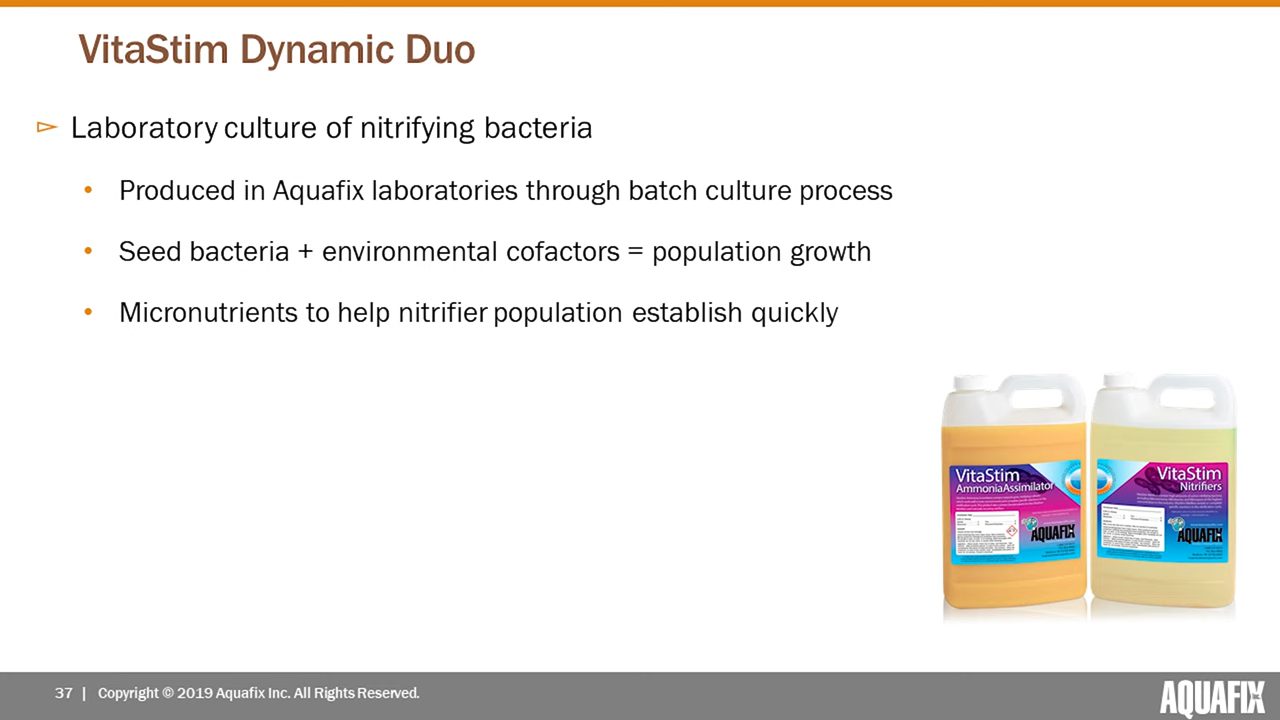 VitaStim Dynamic Duo
Laboratory culture of nitrifying bacteria
Produced in Aquafix laboratories through batch culture process
Seed bacteria + environmental cofactors = population growth
Micronutrients to help nitrifier population establish quickly
VitaStim
AmmoniaAssimilator
AQUAFIX
VitaStim
Nitrifiers
AQUAFIX
37 | Copyright © 2019 Aquafix Inc. All Rights Reserved.
AQUAFIX